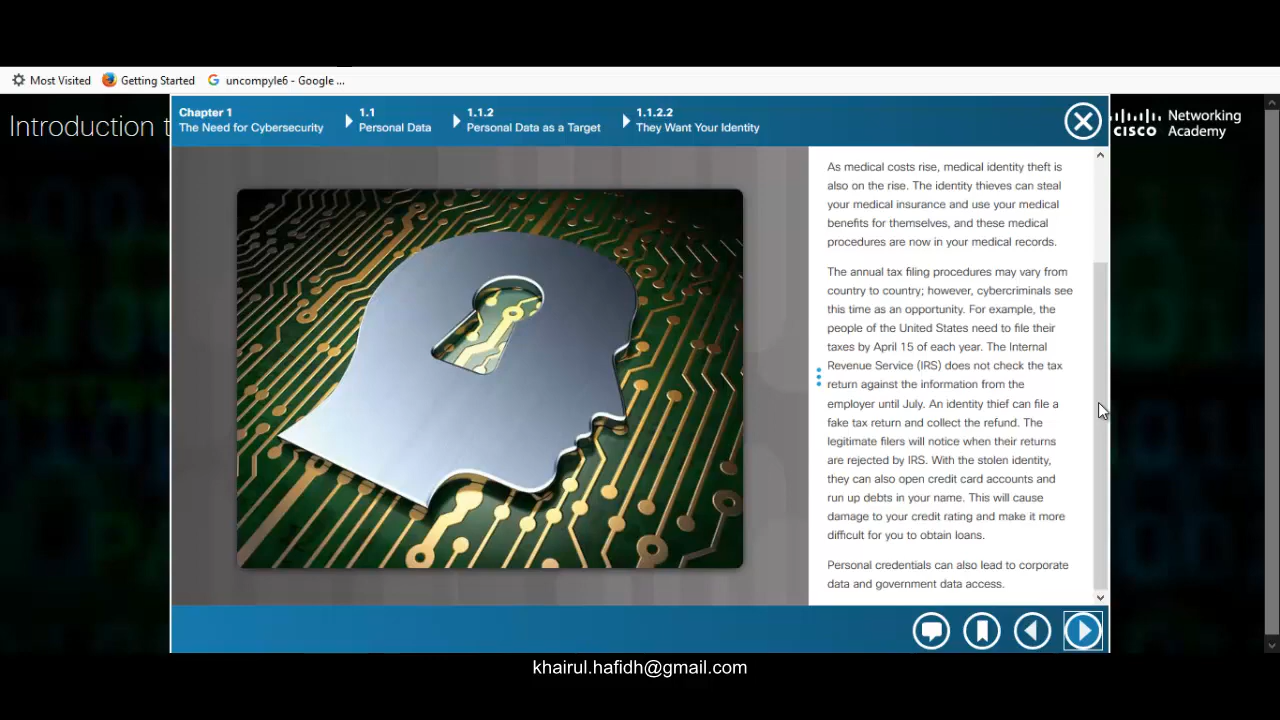 Most Visited Getting Started uncompyle6 - Google ...
Introduction t
Chapter 1
The Need for Cybersecurity
1.1
Personal Data
1.1.2
Personal Data as a Target
1.1.2.2
They Want Your Identity
CISCO
Networking
Academy
As medical costs rise, medical identity theft is
also on the rise. The identity thieves can steal
your medical insurance and use your medical
benefits for themselves, and these medical
procedures are now in your medical records.
The annual tax filing procedures may vary from
country to country; however, cybercriminals see
this time as an opportunity. For example, the
people of the United States need to file their
taxes by April 15 of each year. The Internal
Revenue Service (IRS) does not check the tax
return against the information from the
employer until July. An identity thief can file a
fake tax return and collect the refund. The
legitimate filers will notice when their returns
are rejected by IRS. With the stolen identity,
they can also open credit card accounts and
run up debts in your name. This will cause
damage to your credit rating and make it more
difficult for you to obtain loans.
Personal credentials can also lead to corporate
data and government data access.
khairul.hafidh@gmail.com